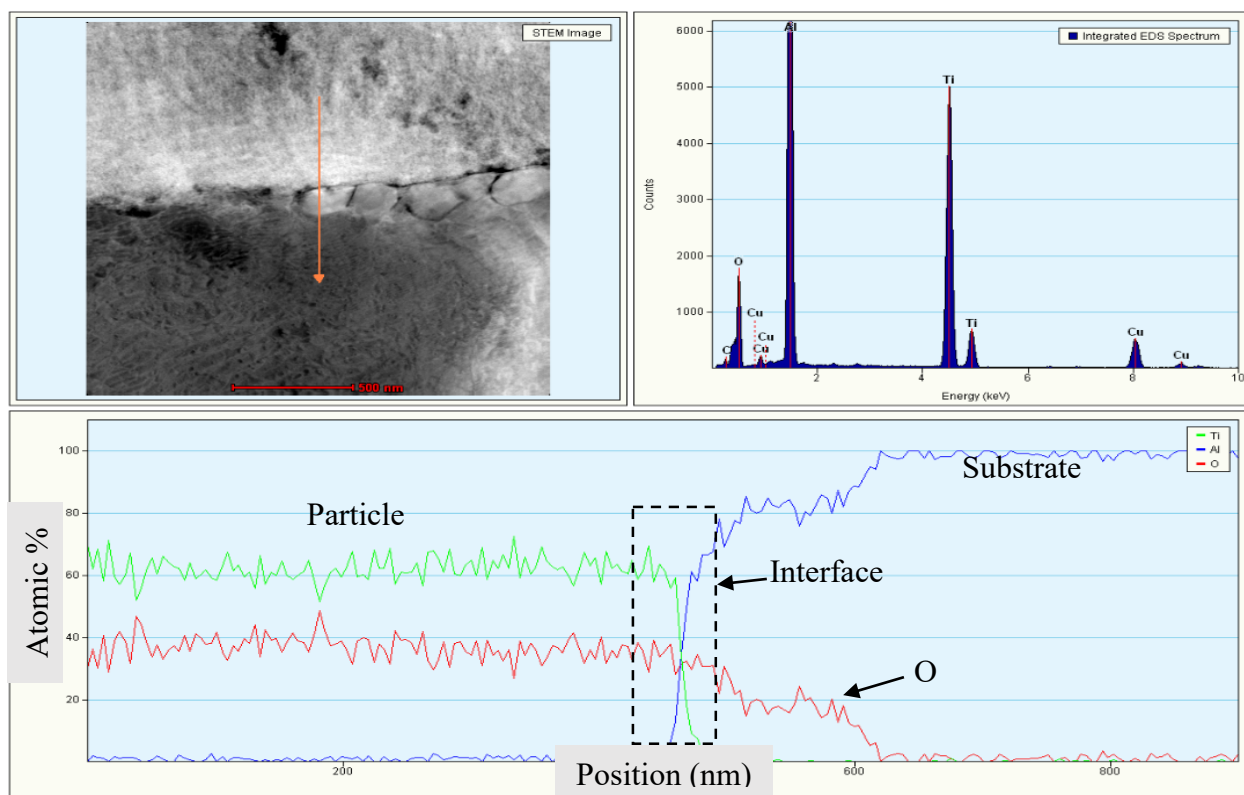 STEM Image
500 nm
Integrated EDS Spectrum
6000
5000
4000
3000
2000
1000
Counts
Al
Ti
O
Cu
C
Cu
Cu
Ti
Cu
Cu
2
4
6
8
10
Energy (keV)
Ti
Al
O
100
80
60
40
20
Atomic %
Particle
Substrate
Interface
O
200
600
800
Position (nm)